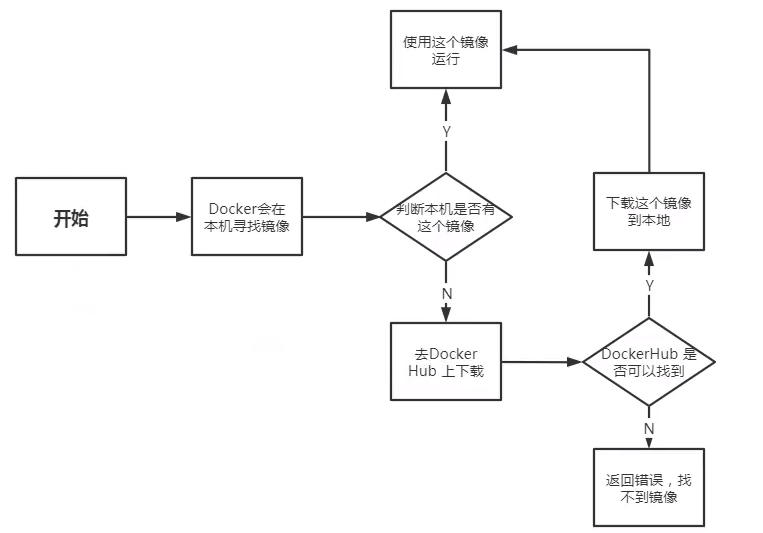 使用这个镜像
运行
Y
开始
Docker会在
本机寻找镜像
判断本机是否有
这个镜像
下载这个镜像
到本地
N
Y
去Docker
Hub 上下载
DockerHub 是
否可以找到
N
返回错误，找
不到镜像